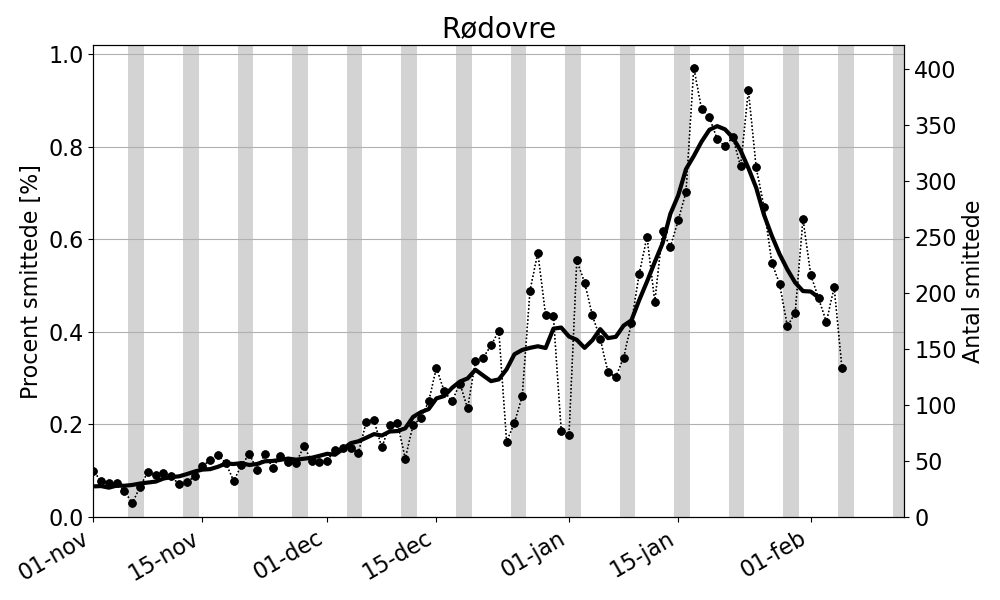 Rødovre
Procent smittede [%]
1.0
0.8
0.6
0.4
0.2
0.0
400
350
300
250
200
150
100
50
0
Antal smittede
01-nov
15-nov
01-dec
15-dec
01-jan
15-jan
01-feb